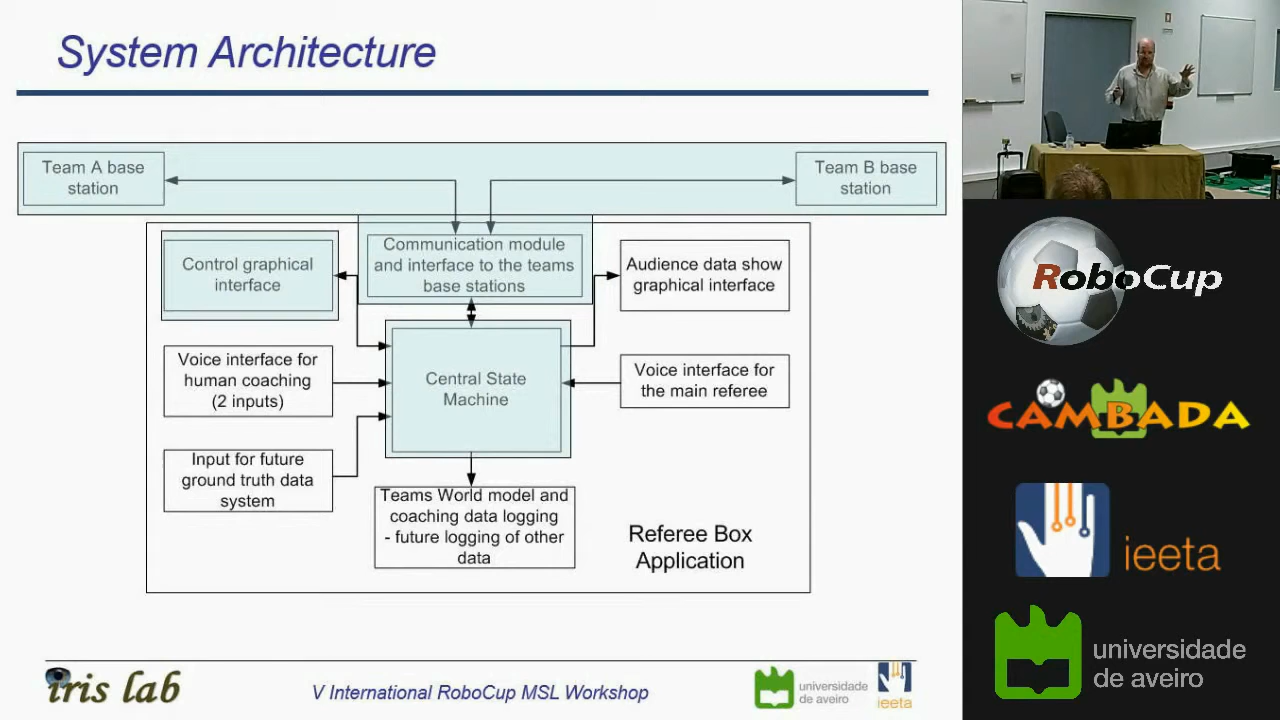 System Architecture
Team A base
station
Team B base
station
Control graphical
interface
Communication module
and interface to the teams
base stations
Audience data show
graphical interface
Voice interface for
human coaching
(2 inputs)
Central State
Machine
Voice interface for
the main referee
Input for future
ground truth data
system
Teams World model and
coaching data logging
- future logging of other
data
Referee Box
Application
iris lab
V International RoboCup MSL Workshop
universidade
de aveiro
ieeta
RoboCup
CAMBADA
ieeta
universidade
de aveiro